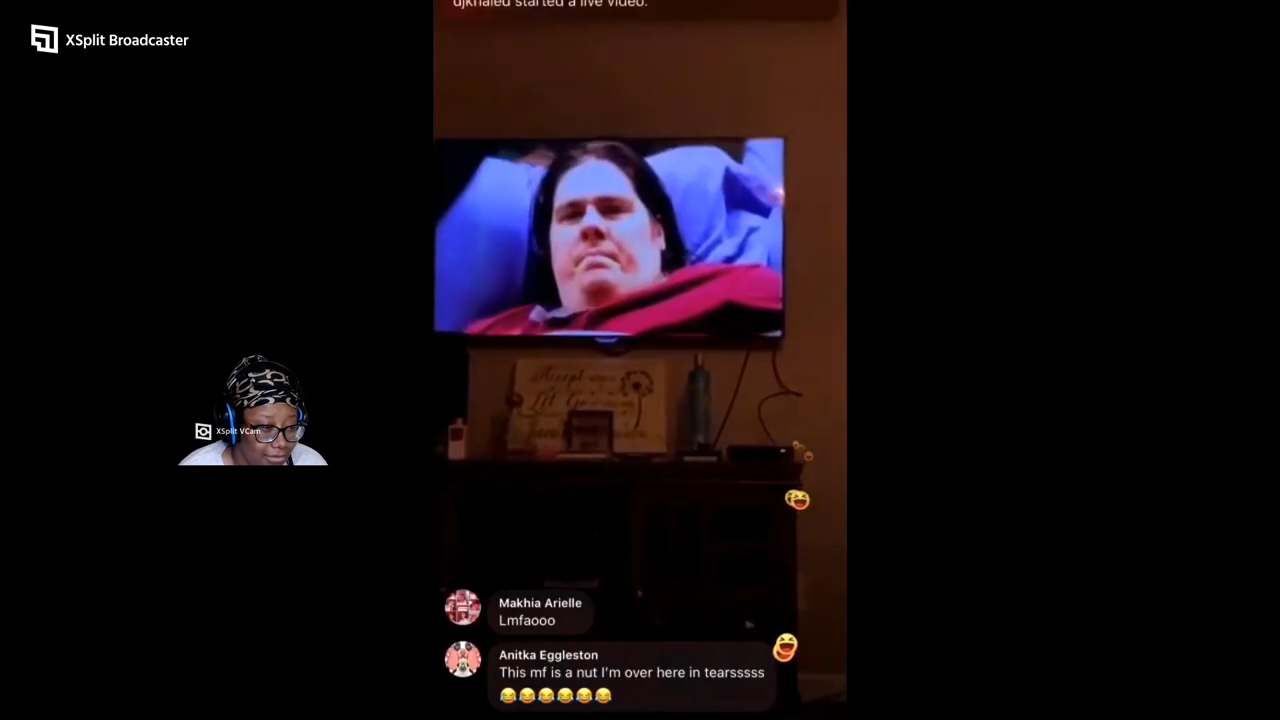 djkhaled started a live video.
XSplit Broadcaster
XSplit VCam
Makhia Arielle
Lmfaooo
Anitka Eggleston
This mf is a nut I’m over here in tearsssss
😂😂😂😂😂😂